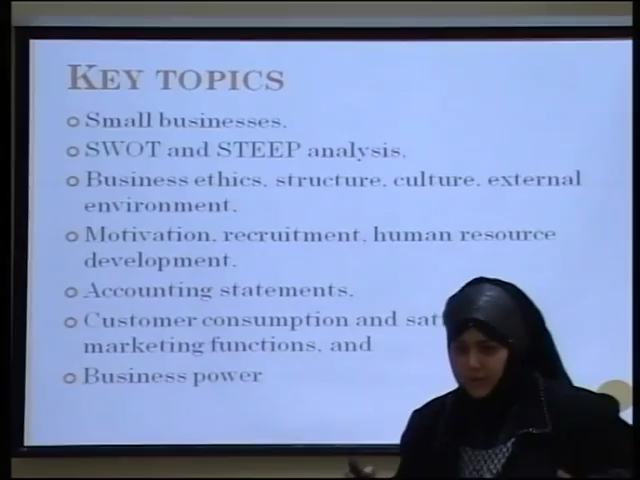 KEY TOPICS
Small businesses.
SWOT and STEEP analysis.
Business ethics, structure, culture, external
environment.
Motivation, recruitment, human resource
development.
Accounting statements.
Customer consumption and
marketing functions, and
Business power